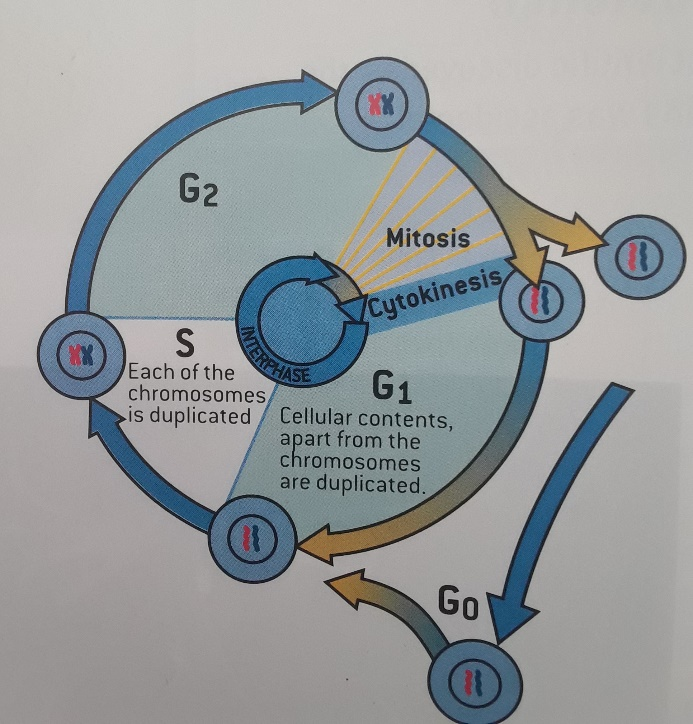 G2
Mitosis
Cytokinesis
INTERPHASE
S
Each of the
chromosomes
is duplicated
G1
Cellular contents,
apart from the
chromosomes
are duplicated.
G0